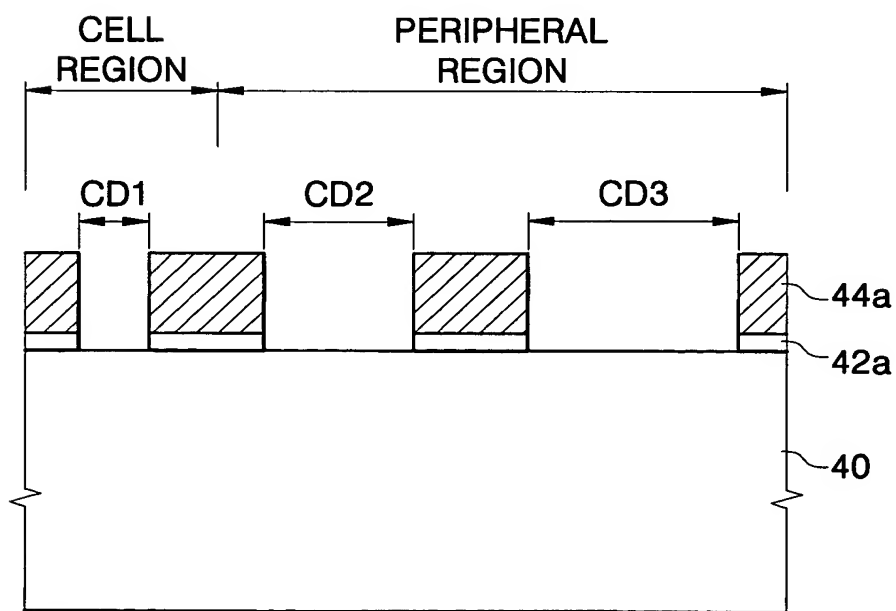 CELL
REGION
PERIPHERAL
REGION
CD1
CD2
CD3
44a
42a
40